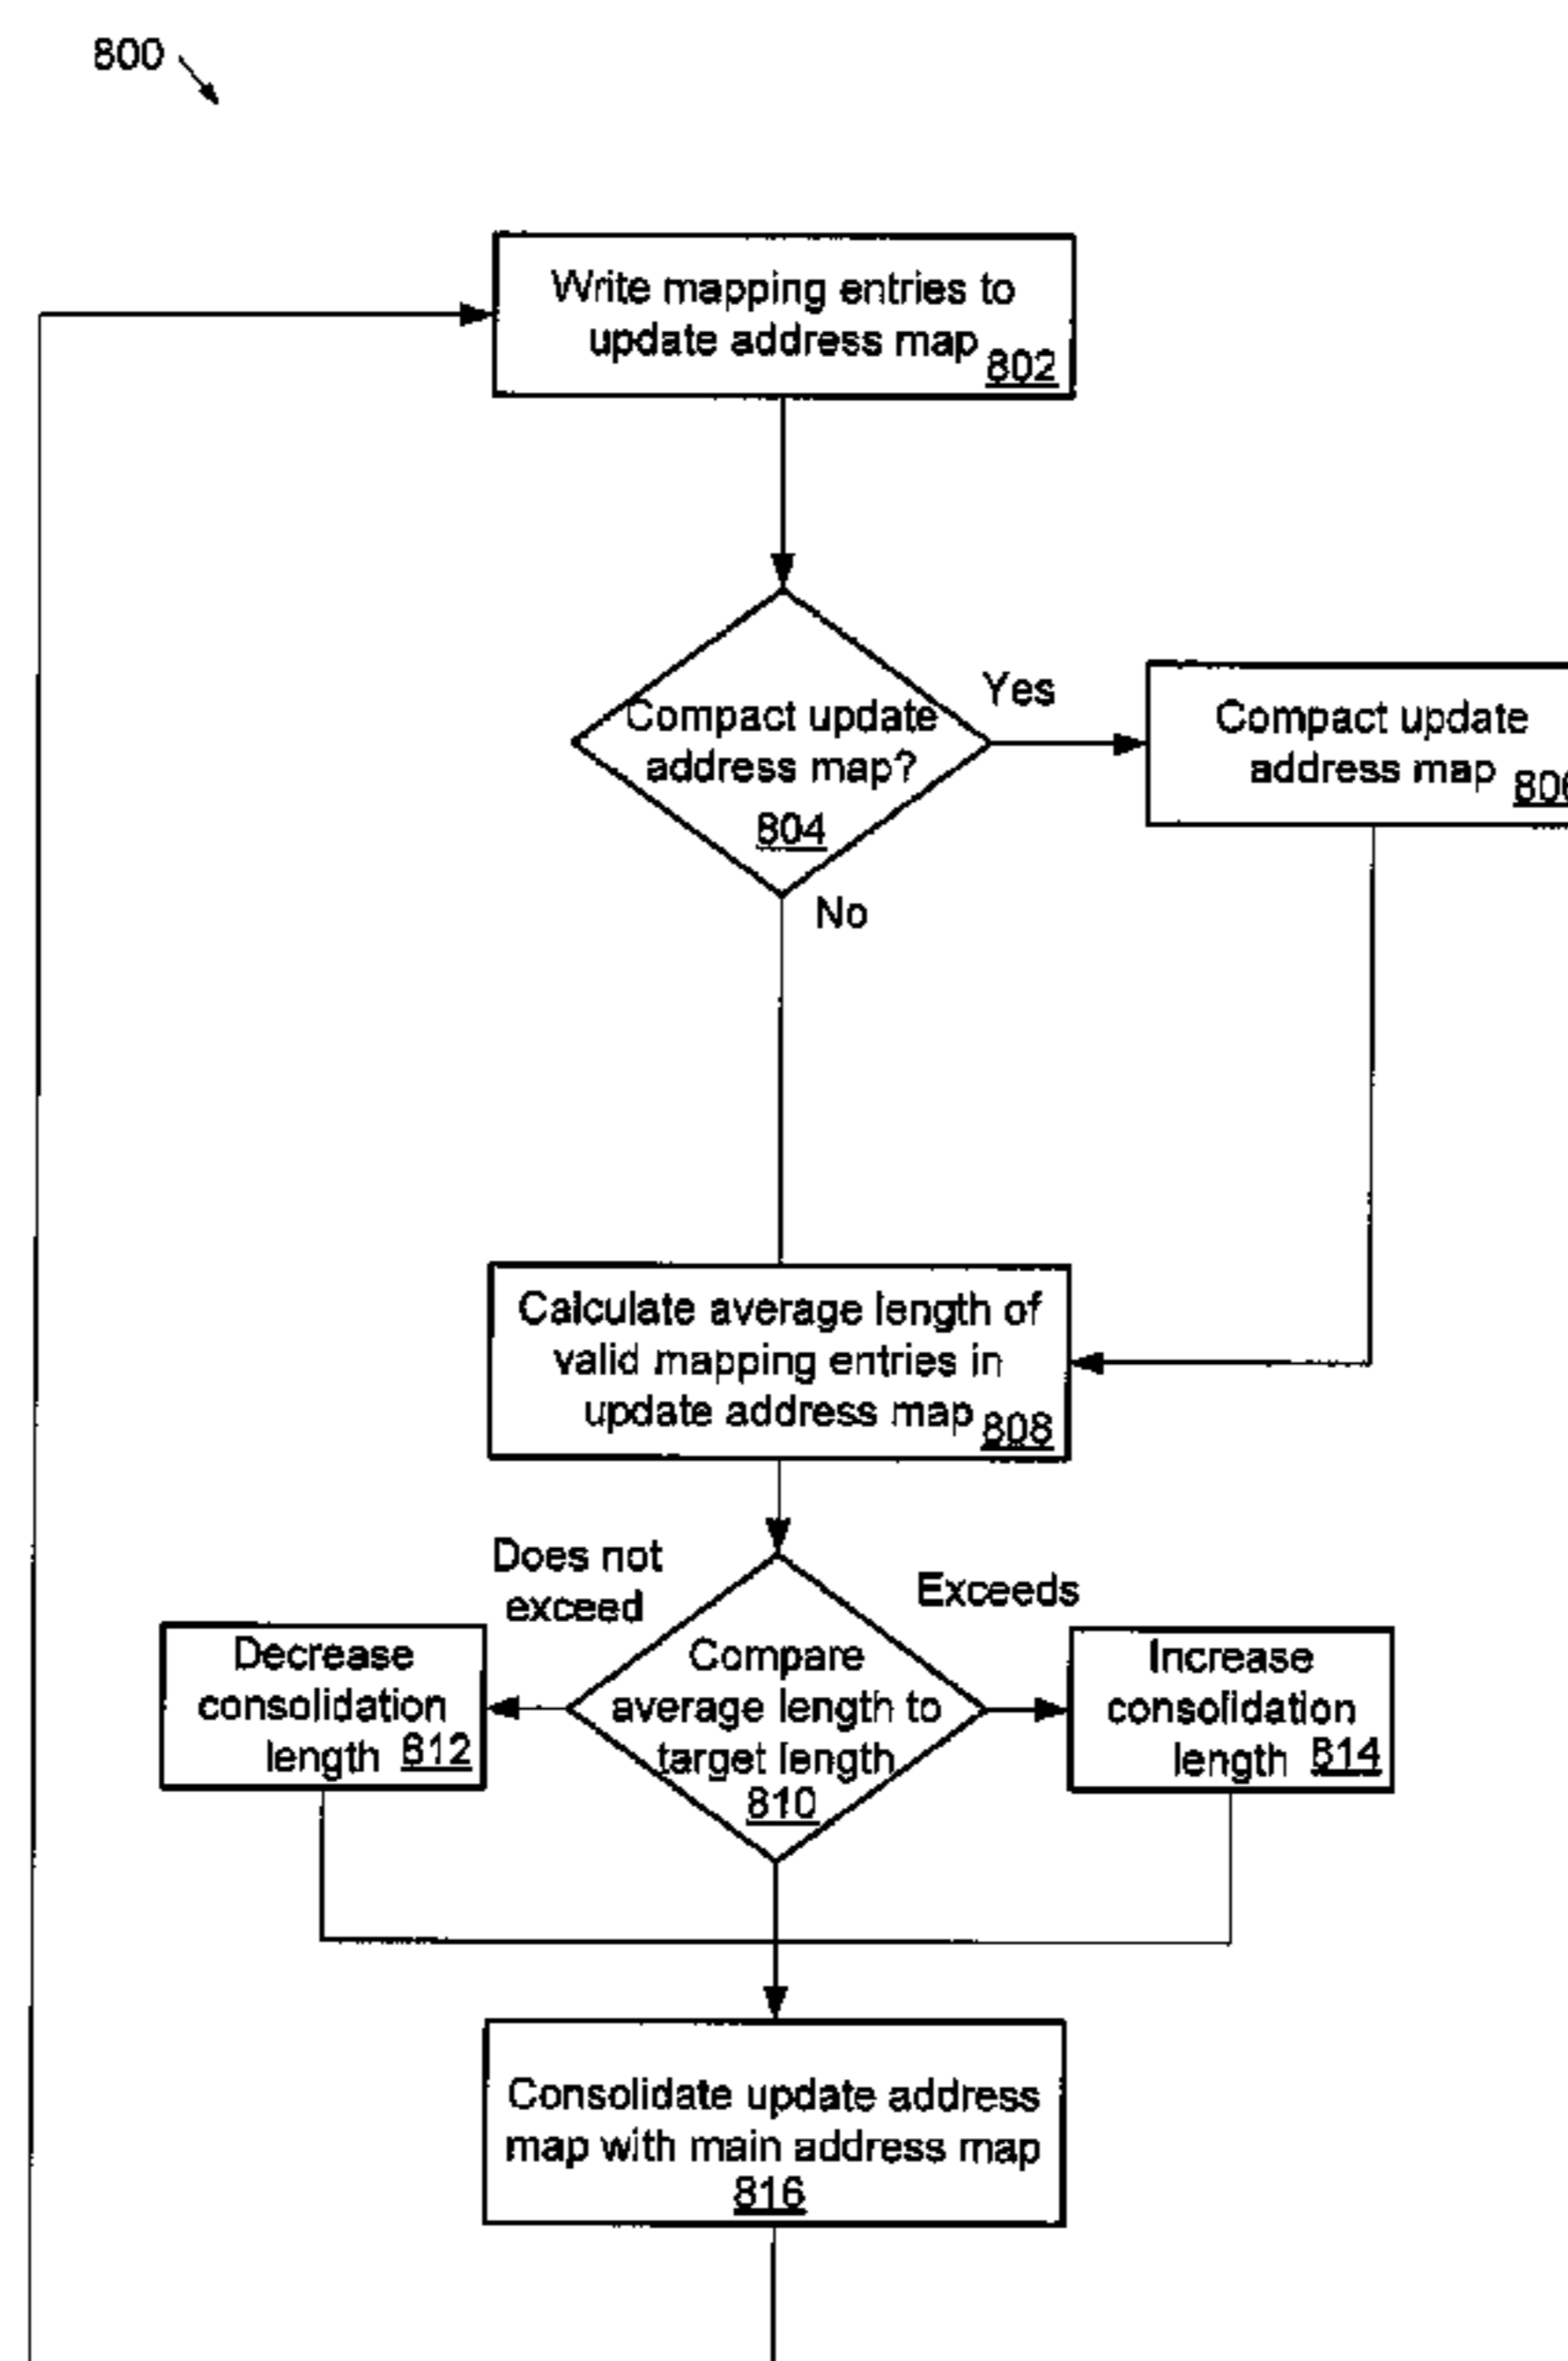 800
Write mapping entries to
update address map
802
Compact update
address map?
804
Yes
No
Compact update
address map
Calculate average length of
valid mapping entries in
update address map
808
Does not
exceed
Exceeds
Decrease
consolidation
length 812
Compare
average length to
target length
810
Increase
consolidation
length 814
Consolidate update address
map with main address map
816